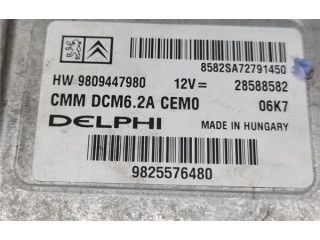 8582SA72791450
HW 9809447980 12V= 28588582
CMM DCM6.2A CEM0 06K7
DELPHI MADE IN HUNGARY
9825576480